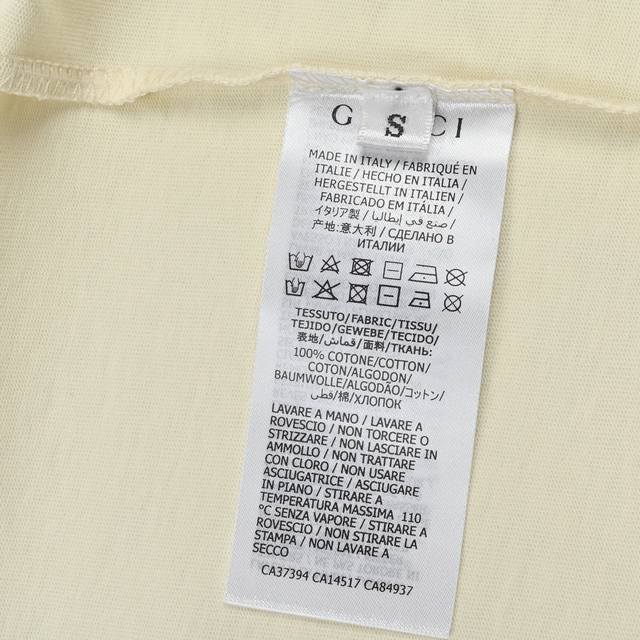 G CI
S
MADE IN ITALY / FABRIQUÉ EN
ITALIE / HECHO EN ITALIA /
HERGESTELLT IN ITALIEN /
FABRICADO EM ITÁLIA /
イタリア製 / صنع في إيطاليا /
产地:意大利 / СДЕЛАНО В
ИТАЛИИ
TESSUTO/FABRIC/TISSU/
TEJIDO/GEWEBE/TECIDO/
表地/قماش/面料/ТКАНЬ:
100% COTONE/COTTON/
COTON/ALGODON/
BAUMWOLLE/ALGODÃO/コットン/
قطن/棉/ХЛОПОК
LAVARE A MANO / LAVARE A
ROVESCIO / NON TORCERE O
STRIZZARE / NON LASCIARE IN
AMMOLLO / NON TRATTARE
CON CLORO / NON USARE
ASCIUGATRICE / ASCIUGARE
IN PIANO / STIRARE A
TEMPERATURA MASSIMA 110
°C SENZA VAPORE / STIRARE A
ROVESCIO / NON STIRARE LA
STAMPA / NON LAVARE A
SECCO
CA37394 CA14517 CA84937